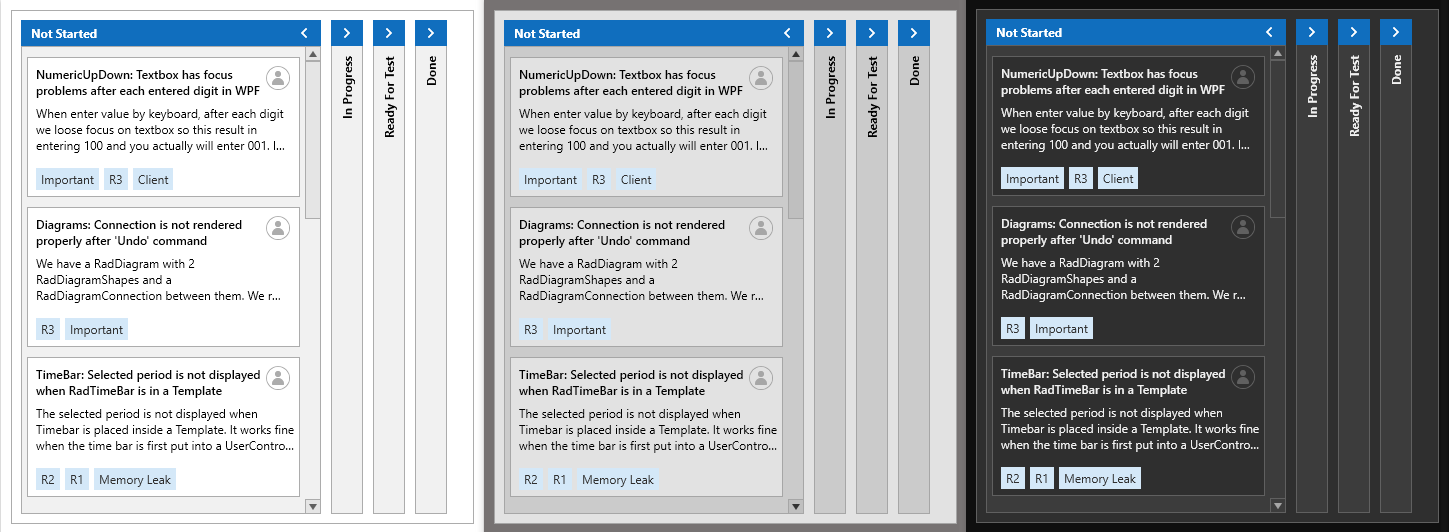 Not Started
NumericUpDown: Textbox has focus
problems after each entered digit in WPF
When enter value by keyboard, after each digit
we loose focus on textbox so this result in
entering 100 and you actually will enter 001. I...
Important R3 Client
Diagrams: Connection is not rendered
properly after 'Undo' command
We have a RadDiagram with 2
RadDiagramShapes and a
RadDiagramConnection between them. We r...
R3 Important
TimeBar: Selected period is not displayed
when RadTimeBar is in a Template
The selected period is not displayed when
Timebar is placed inside a Template. It works fine
when the time bar is first put into a UserContro...
R2 R1 Memory Leak
In Progress
Ready For Test
Done
Not Started
NumericUpDown: Textbox has focus
problems after each entered digit in WPF
When enter value by keyboard, after each digit
we loose focus on textbox so this result in
entering 100 and you actually will enter 001. I...
Important R3 Client
Diagrams: Connection is not rendered
properly after 'Undo' command
We have a RadDiagram with 2
RadDiagramShapes and a
RadDiagramConnection between them. We r...
R3 Important
TimeBar: Selected period is not displayed
when RadTimeBar is in a Template
The selected period is not displayed when
Timebar is placed inside a Template. It works fine
when the time bar is first put into a UserContro...
R2 R1 Memory Leak
In Progress
Ready For Test
Done
Not Started
NumericUpDown: Textbox has focus
problems after each entered digit in WPF
When enter value by keyboard, after each digit
we loose focus on textbox so this result in
entering 100 and you actually will enter 001. I...
Important R3 Client
Diagrams: Connection is not rendered
properly after 'Undo' command
We have a RadDiagram with 2
RadDiagramShapes and a
RadDiagramConnection between them. We r...
R3 Important
TimeBar: Selected period is not displayed
when RadTimeBar is in a Template
The selected period is not displayed when
Timebar is placed inside a Template. It works fine
when the time bar is first put into a UserContro...
R2 R1 Memory Leak
In Progress
Ready For Test
Done